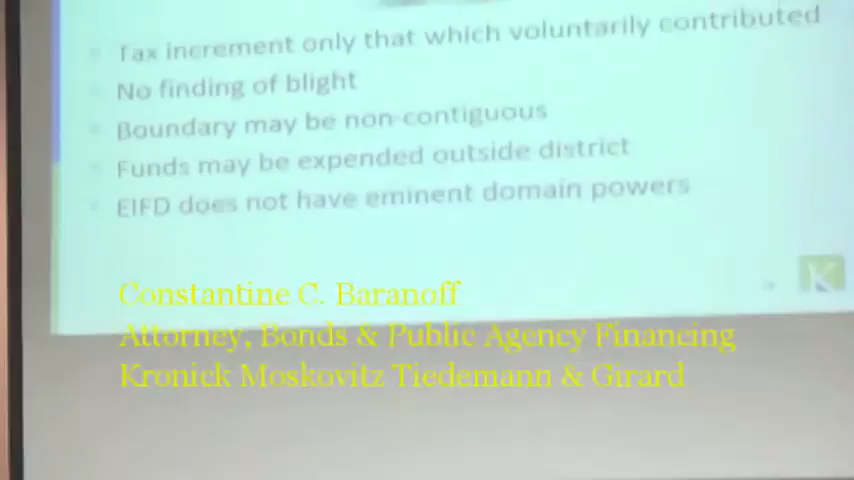 Tax increment only that which voluntarily contributed
No finding of blight
Boundary may be non-contiguous
Funds may be expended outside district
EIFD does not have eminent domain powers
Constantine C. Baranoff
Attorney, Bonds & Public Agency Financing
Kronick Moskovitz Tiedemann & Girard
K